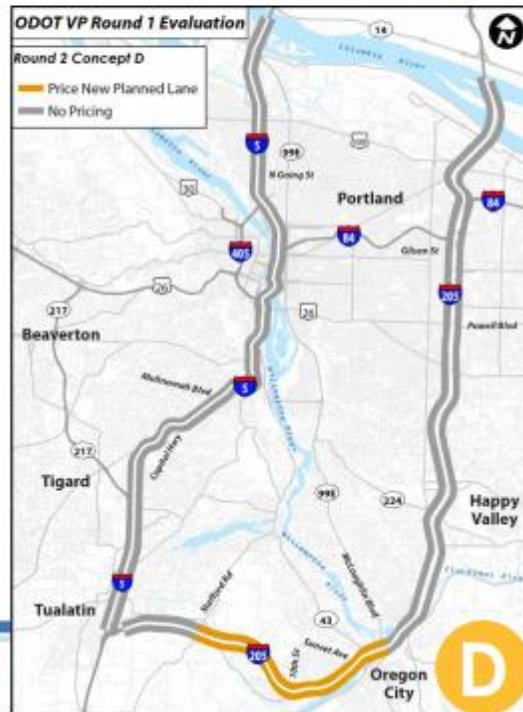 ODOT VP Round 1 Evaluation
N
14
Round 2 Concept D
Columbia River
Price New Planned Lane
No Pricing
5
99E
N Going St
30
Portland
84
84
405
Glisan St
205
26
217
26
Powell Blvd
Beaverton
Multnomah Blvd
5
Willamette River
Capitol Hwy
217
Tigard
99E
224
Happy
Valley
Stafford Rd
McLoughlin Blvd
5
Tualatin
43
205
10th St
Sunset Ave
Oregon
City
D